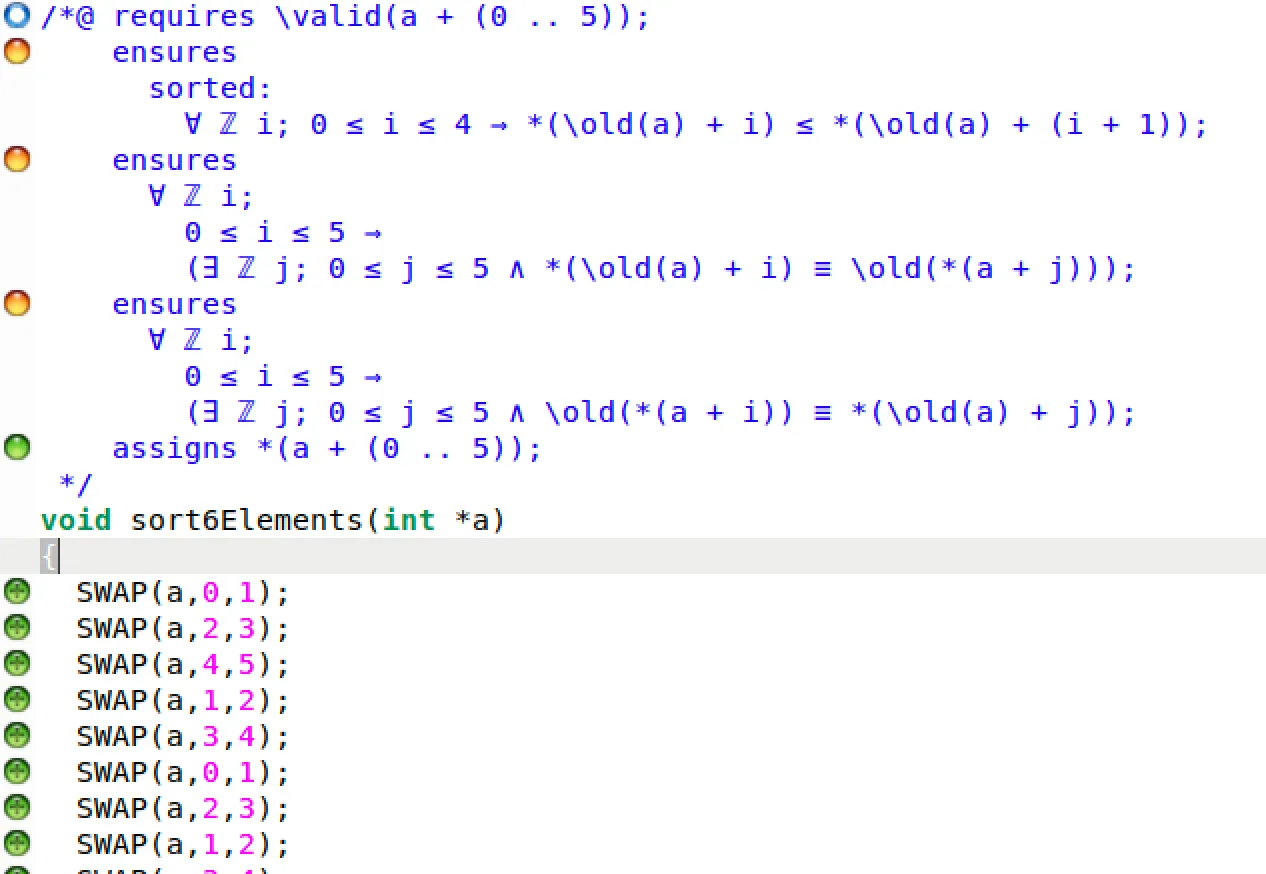 /*@ requires \valid(a + (0 .. 5));
ensures
sorted:
∀ ℤ i; 0 ≤ i ≤ 4 → *(\old(a) + i) ≤ *(\old(a) + (i + 1));
ensures
∀ ℤ i;
0 ≤ i ≤ 5 →
(∃ ℤ j; 0 ≤ j ≤ 5 ∧ *(\old(a) + i) ≡ \old(*(a + j)));
ensures
∀ ℤ i;
0 ≤ i ≤ 5 →
(∃ ℤ j; 0 ≤ j ≤ 5 ∧ \old(*(a + i)) ≡ *(\old(a) + j));
assigns *(a + (0 .. 5));
*/
void sort6Elements(int *a)
{
SWAP(a,0,1);
SWAP(a,2,3);
SWAP(a,4,5);
SWAP(a,1,2);
SWAP(a,3,4);
SWAP(a,0,1);
SWAP(a,2,3);
SWAP(a,1,2);